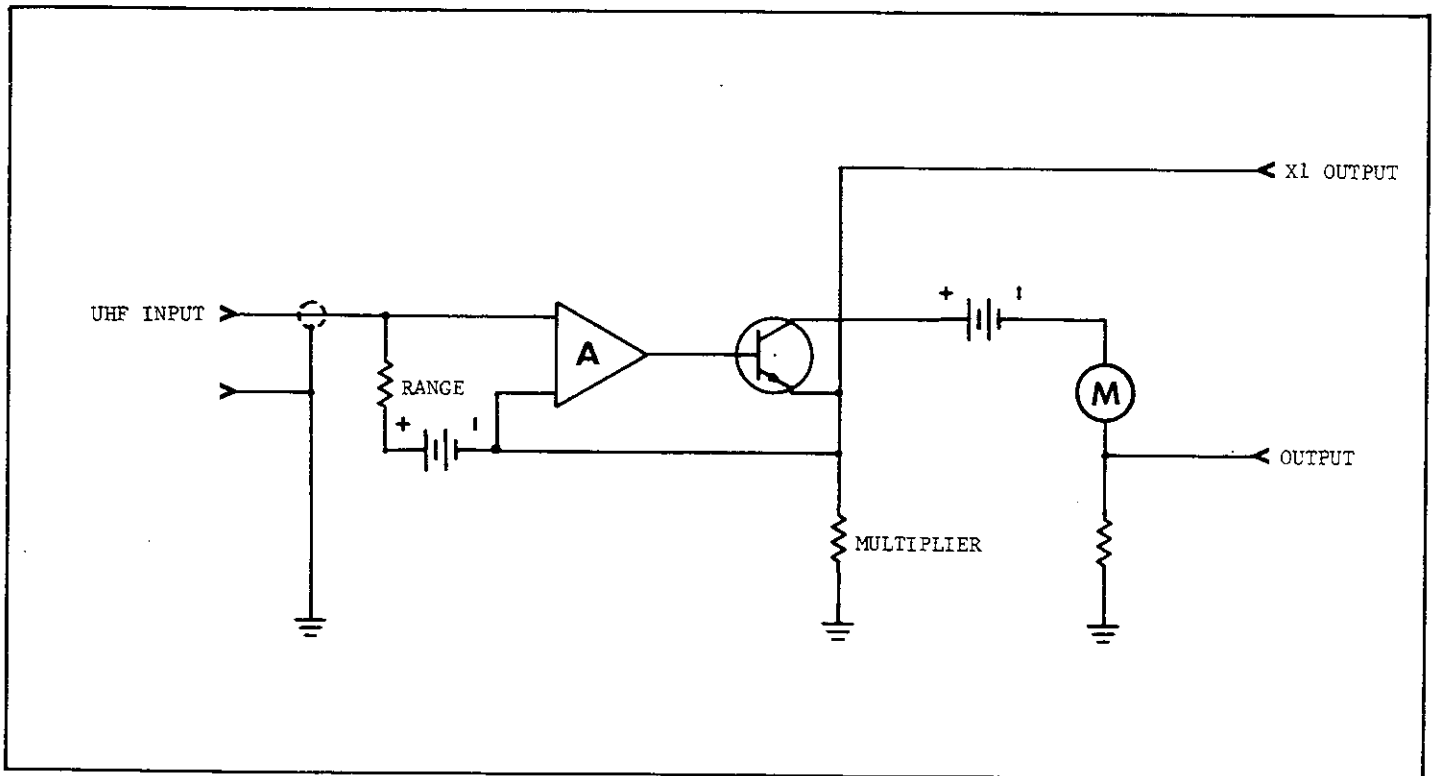 X1 OUTPUT
UHF INPUT
+
A
RANGE
+
+
M
OUTPUT
MULTIPLIER